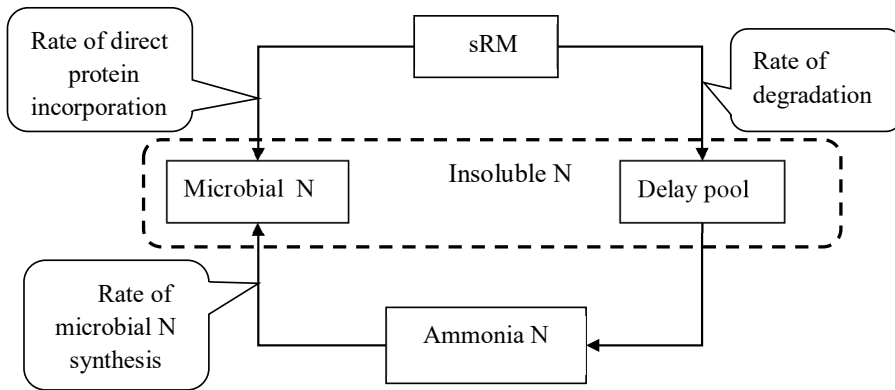 Rate of direct
protein
incorporation
sRM
Rate of
degradation
Insoluble N
Microbial N
Delay pool
Rate of
microbial N
synthesis
Ammonia N